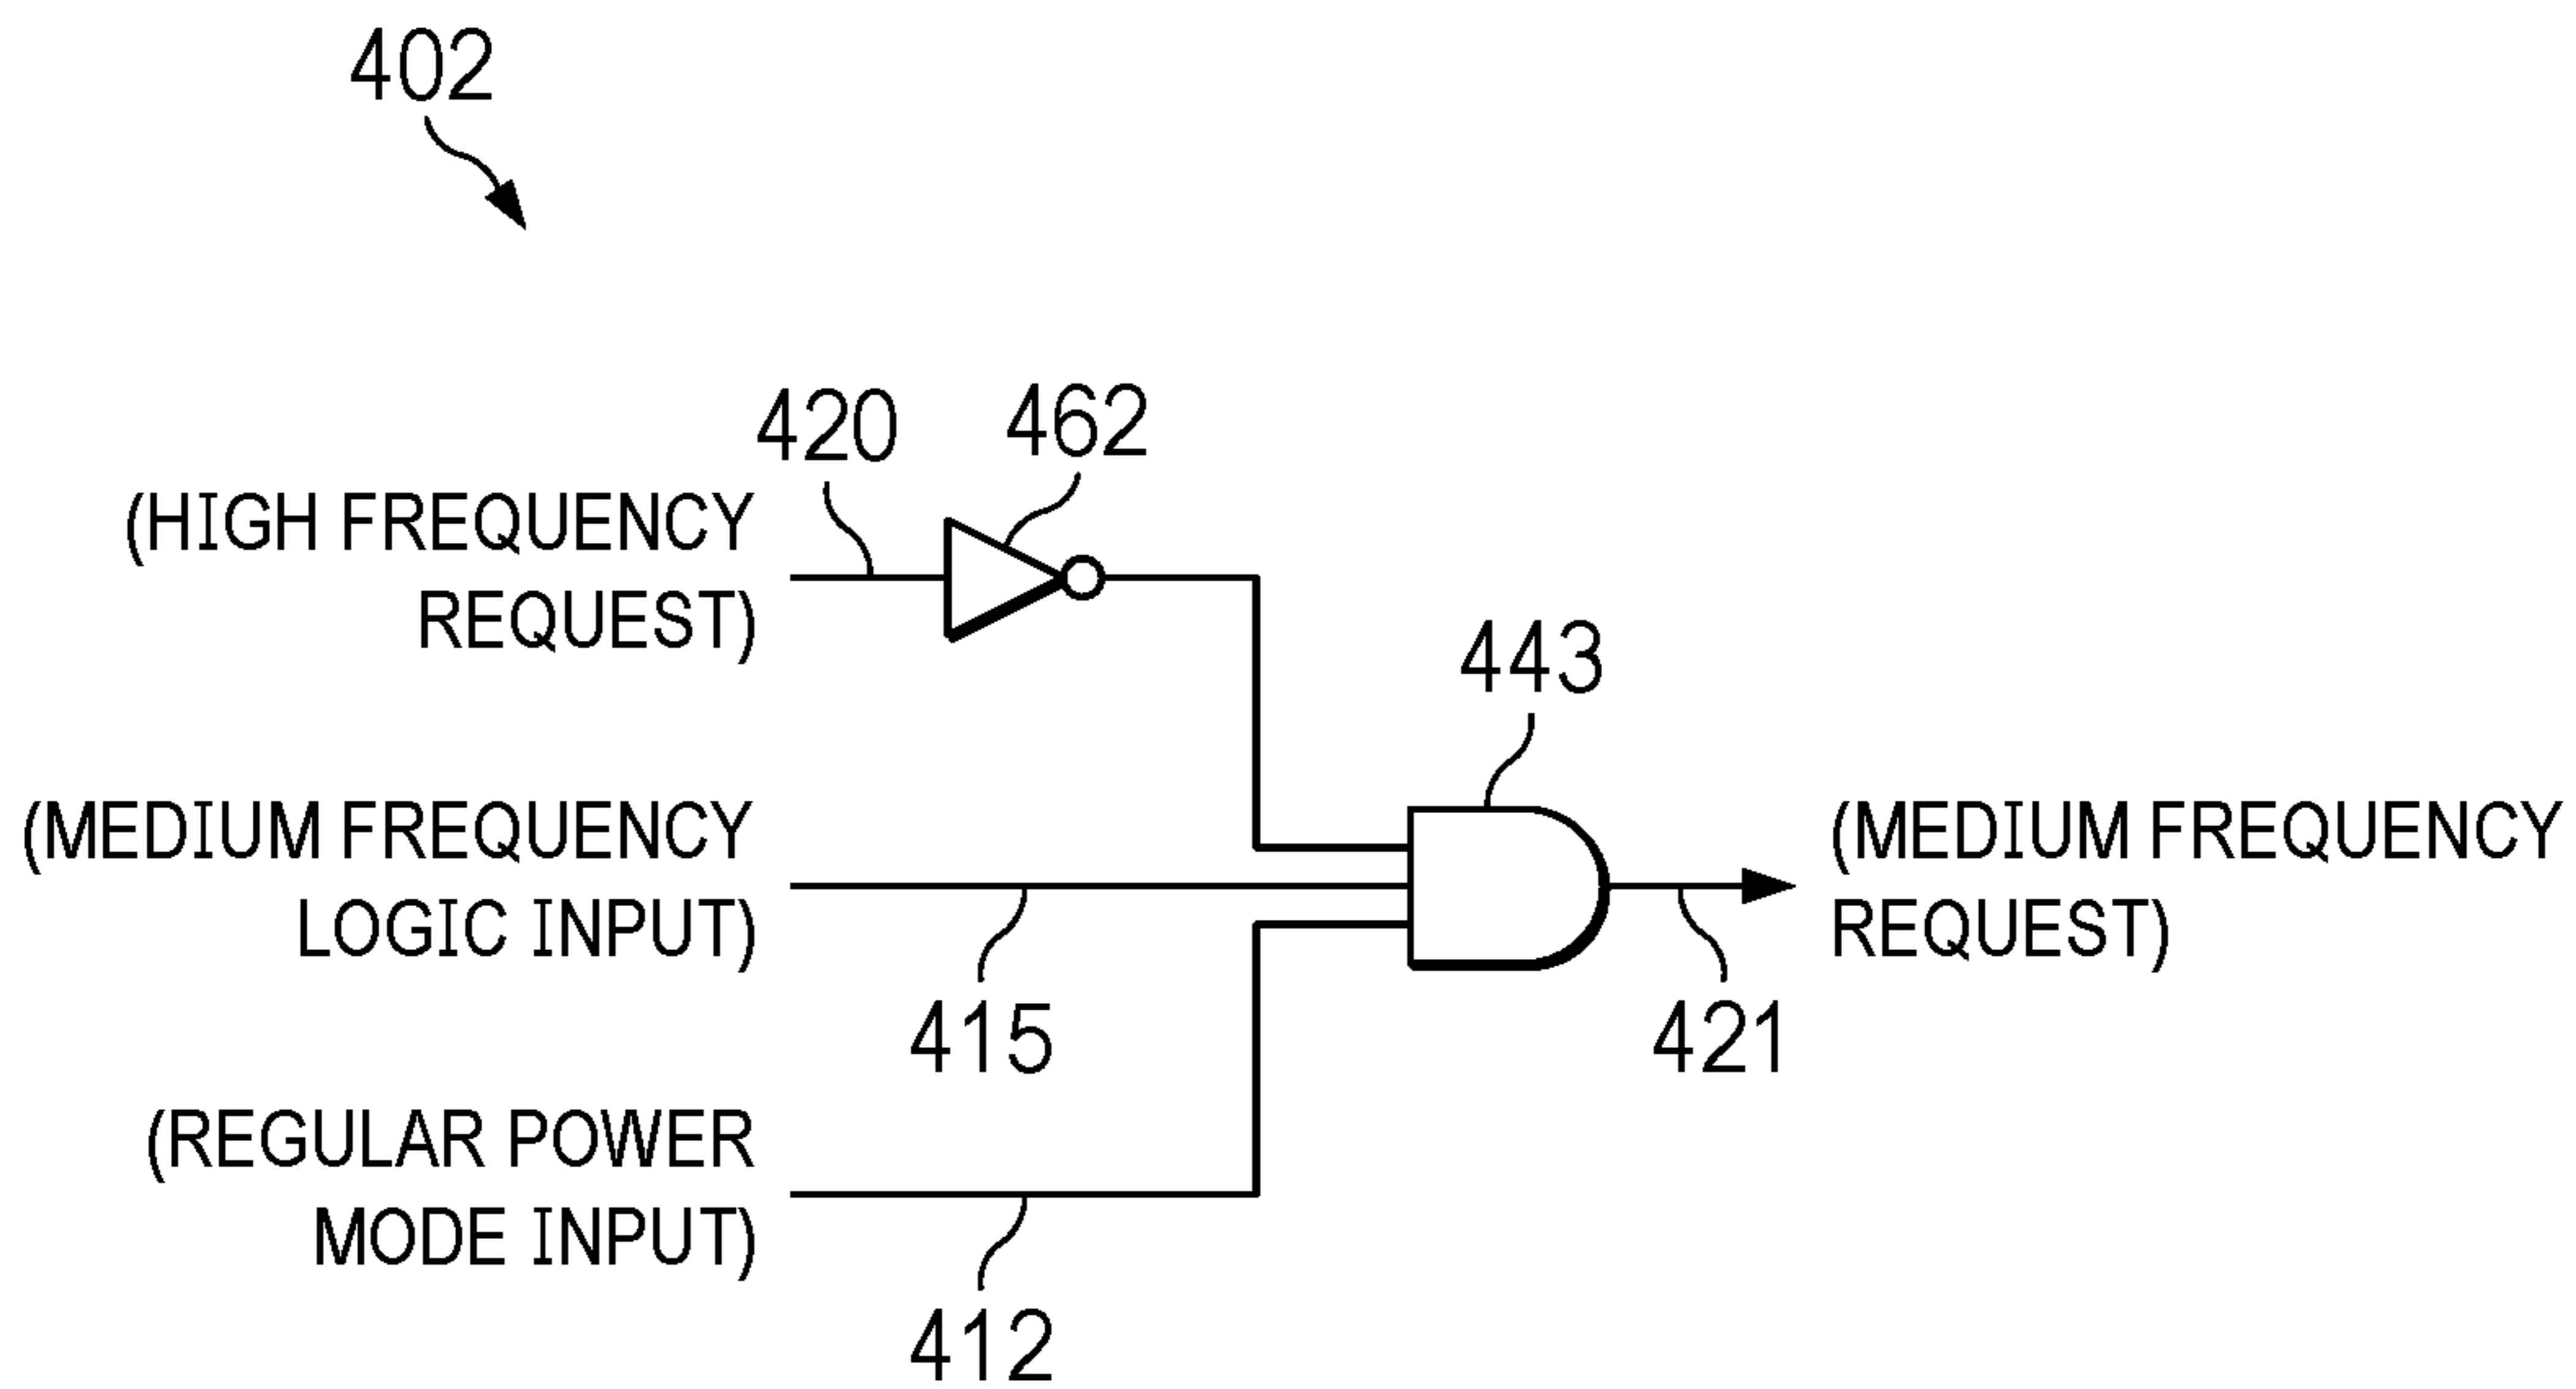 402
420
462
(HIGH FREQUENCY
REQUEST)
443
(MEDIUM FREQUENCY
LOGIC INPUT)
(MEDIUM FREQUENCY
REQUEST)
415
421
(REGULAR POWER
MODE INPUT)
412